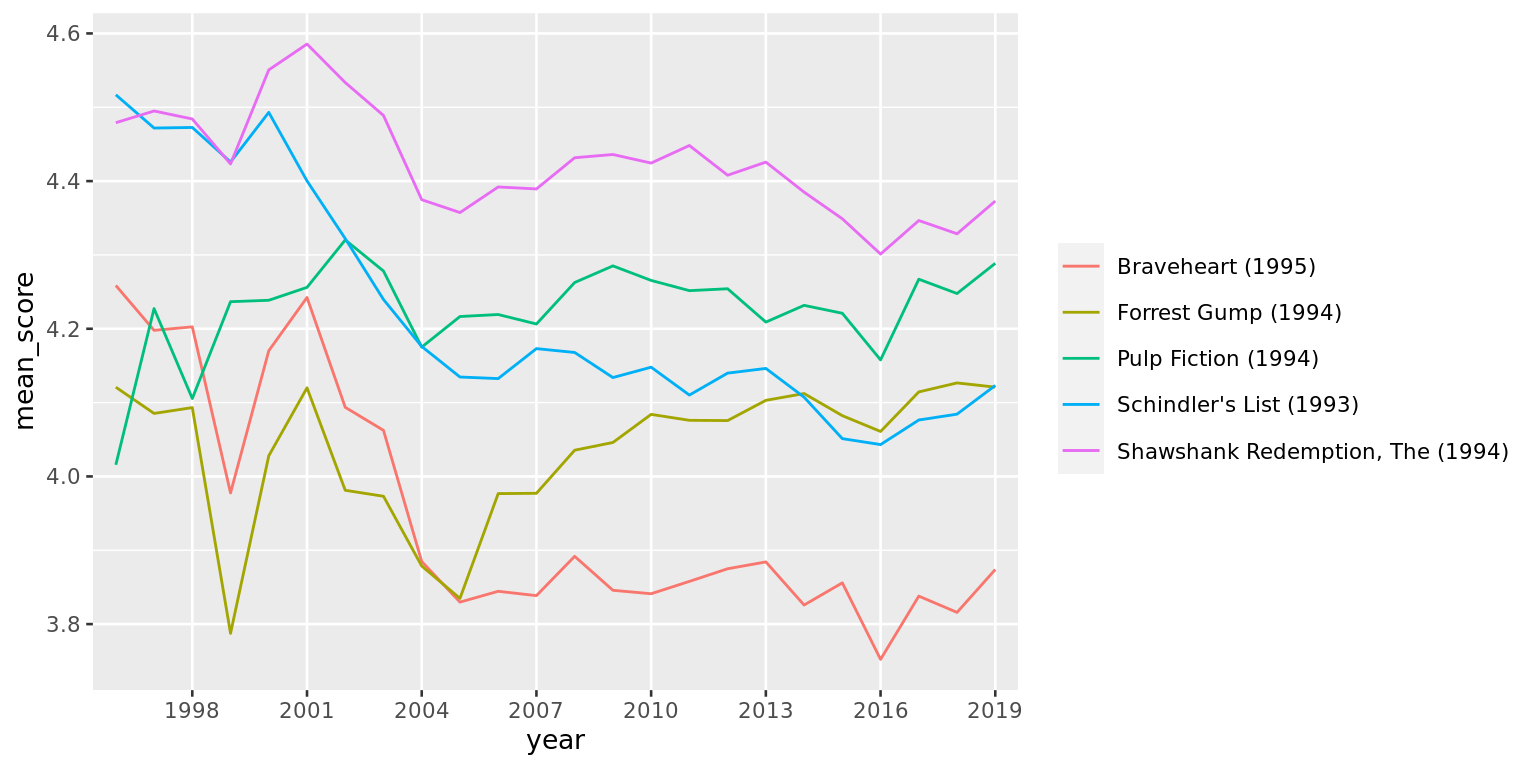 4.6
4.4
4.2
4.0
3.8
mean_score
1998 2001 2004 2007 2010 2013 2016 2019
year
Braveheart (1995)
Forrest Gump (1994)
Pulp Fiction (1994)
Schindler's List (1993)
Shawshank Redemption, The (1994)